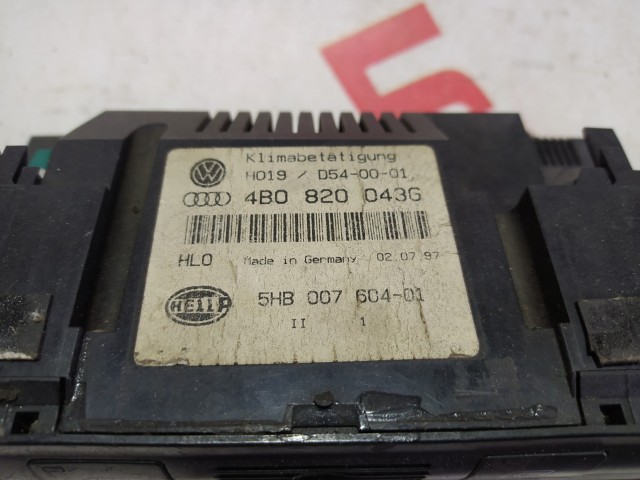 Klimabetätigung
H019 / D54-00-01
4B0 820 043G
HLO Made in Germany 02.07.97
HELLA 5HB 007 604-01
II 1